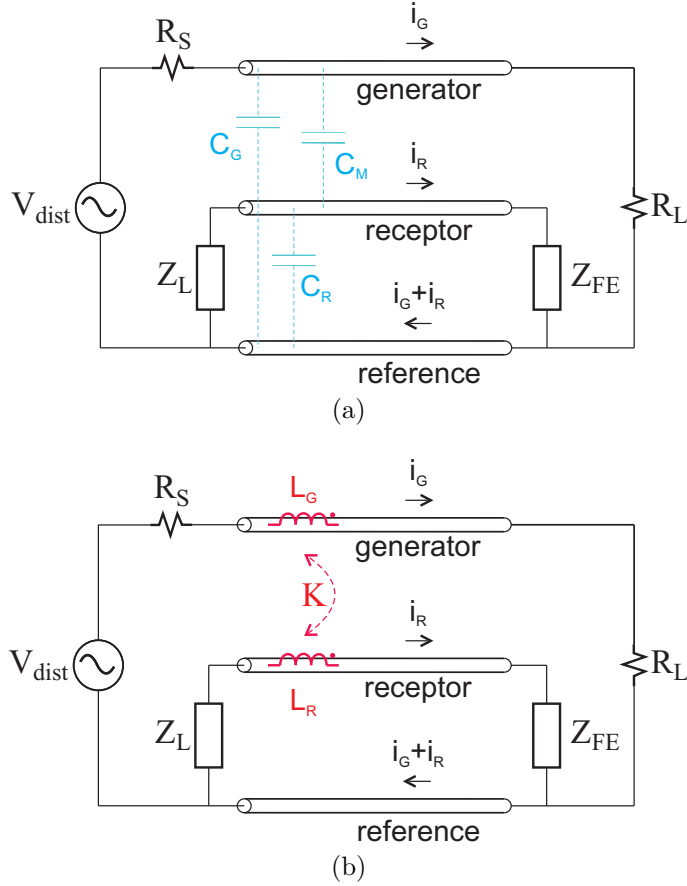 i_G
R_S
generator
C_G
C_M
i_R
V_dist
R_L
receptor
Z_L
C_R
Z_FE
i_G+i_R
reference
(a)
i_G
R_S
L_G
generator
K
i_R
V_dist
R_L
receptor
L_R
Z_L
Z_FE
i_G+i_R
reference
(b)